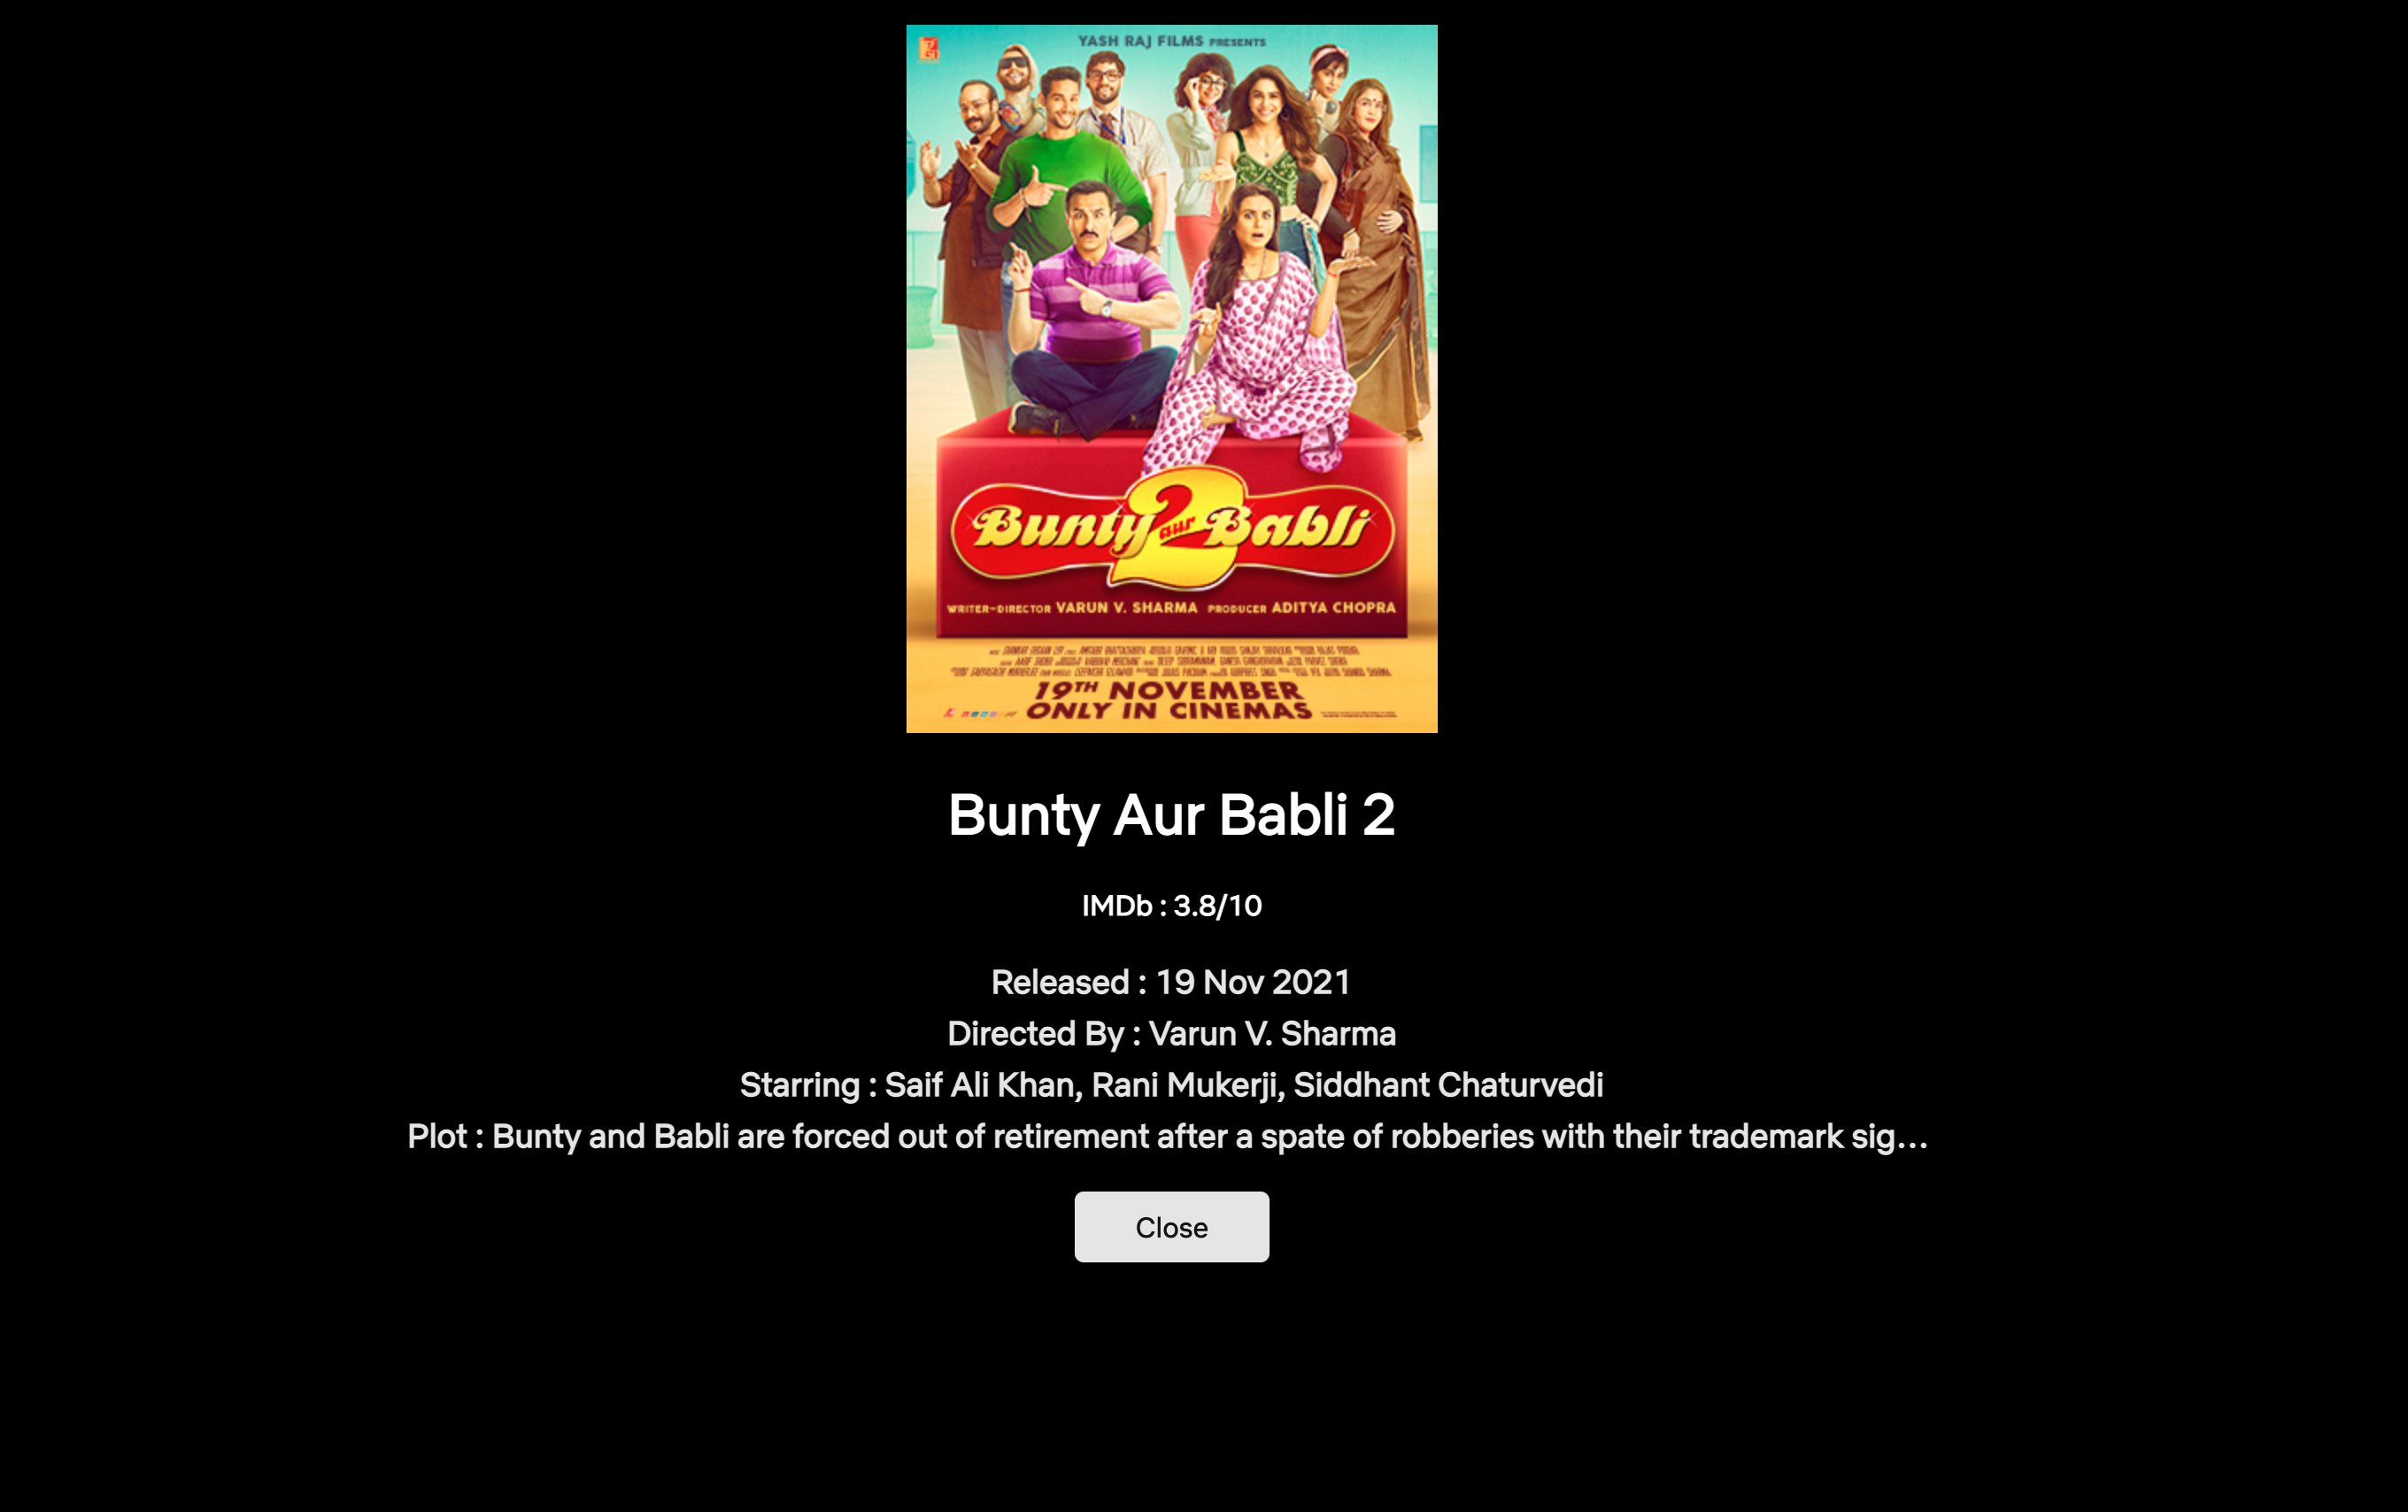 YASH RAJ FILMS PRESENTS
Bunty aur 2 Babli
WRITER-DIRECTOR VARUN V. SHARMA PRODUCER ADITYA CHOPRA
19TH NOVEMBER
ONLY IN CINEMAS
Bunty Aur Babli 2
IMDb : 3.8/10
Released : 19 Nov 2021
Directed By : Varun V. Sharma
Starring : Saif Ali Khan, Rani Mukerji, Siddhant Chaturvedi
Plot : Bunty and Babli are forced out of retirement after a spate of robberies with their trademark sig...
Close